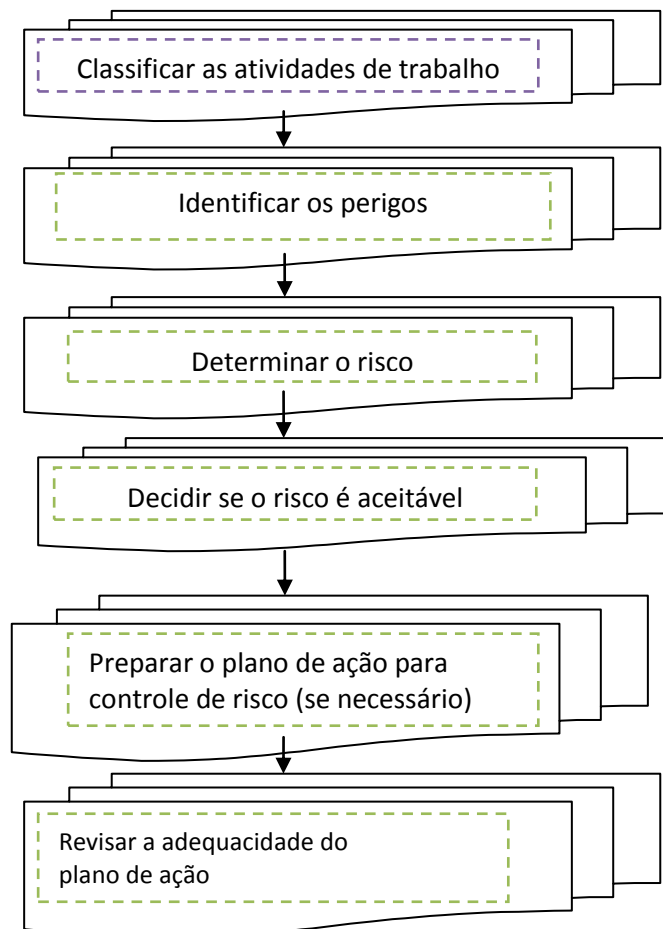 Classificar as atividades de trabalho
Identificar os perigos
Determinar o risco
Decidir se o risco é aceitável
Preparar o plano de ação para
controle de risco (se necessário)
Revisar a adequacidade do
plano de ação